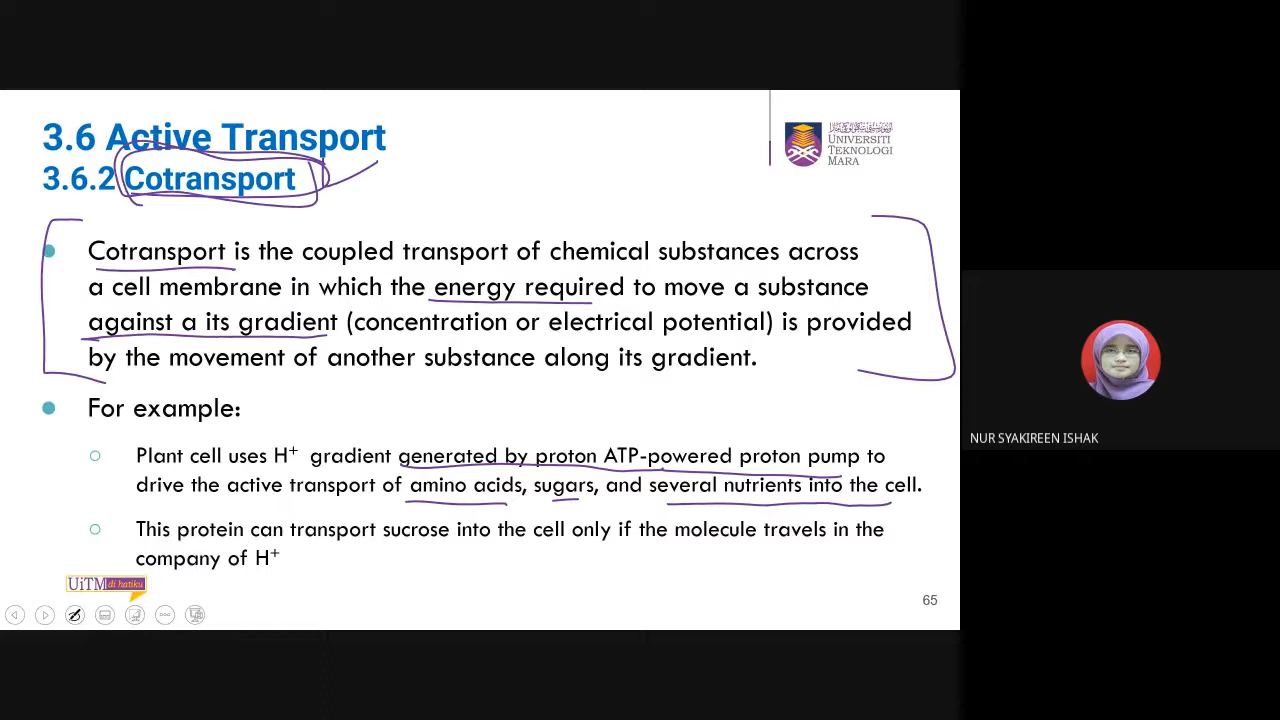 3.6 Active Transport
3.6.2 Cotransport
UNIVERSITI
TEKNOLOGI
MARA
Cotransport is the coupled transport of chemical substances across
a cell membrane in which the energy required to move a substance
against a its gradient (concentration or electrical potential) is provided
by the movement of another substance along its gradient.
For example:
Plant cell uses H⁺ gradient generated by proton ATP-powered proton pump to
drive the active transport of amino acids, sugars, and several nutrients into the cell.
This protein can transport sucrose into the cell only if the molecule travels in the
company of H⁺
UiTM di hatiku
65
NUR SYAKIREEN ISHAK